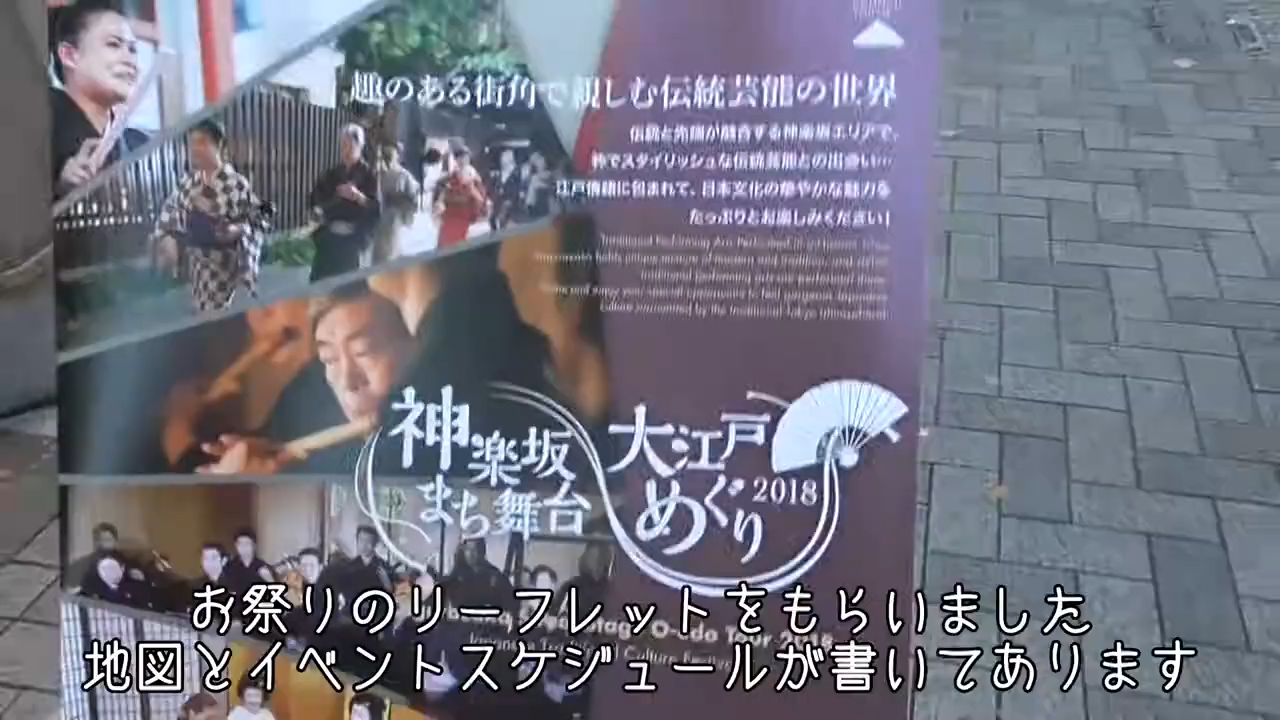 趣のある街角で親しむ伝統芸能の世界
伝統と先端が融合する神楽坂エリアで、
粋でスタイリッシュな伝統芸能との出会い…
江戸情緒に包まれて、日本文化の華やかな魅力を
たっぷりとお楽しみください!
神楽坂
まち舞台
大江戸
めぐり2018
O-edo Tour 2018
お祭りのリーフレットをもらいました
地図とイベントスケジュールが書いてあります